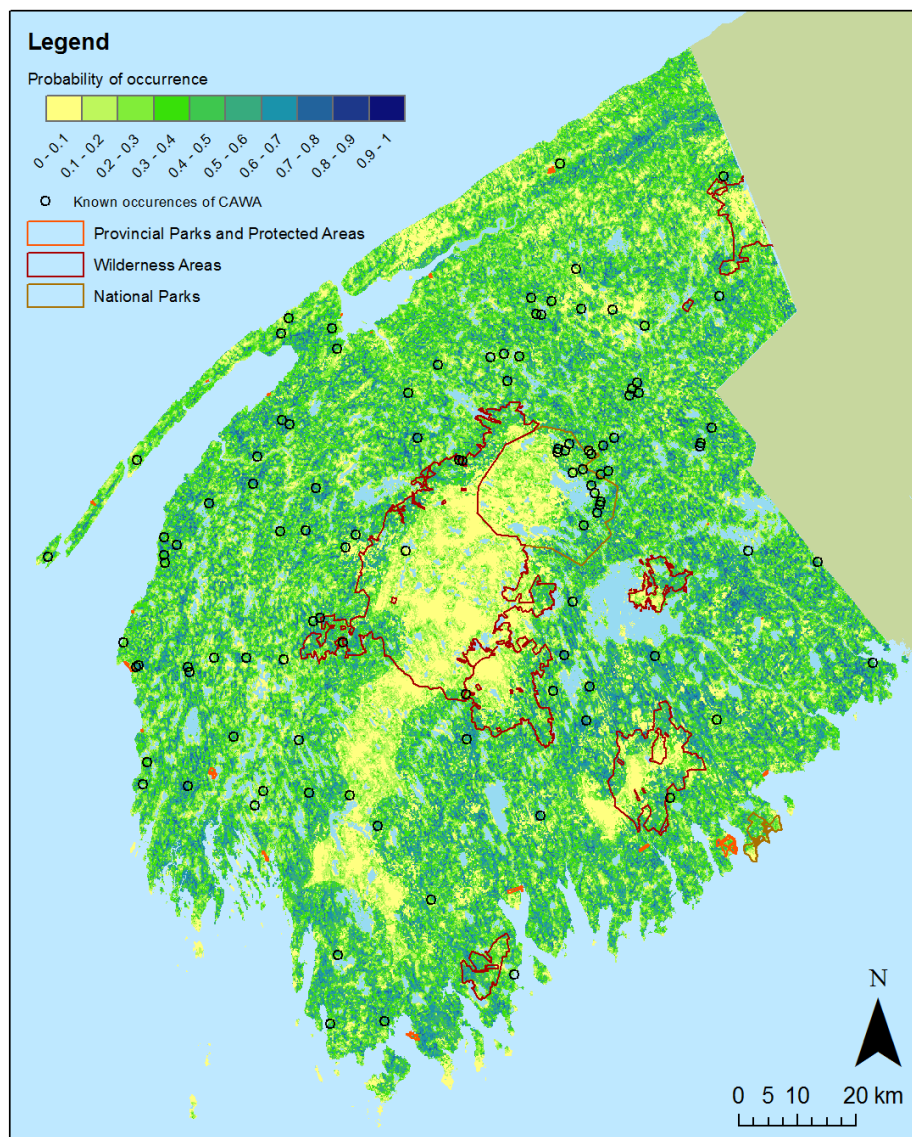 Legend
Probability of occurrence
0 - 0.1 0.1 - 0.2 0.2 - 0.3 0.3 - 0.4 0.4 - 0.5 0.5 - 0.6 0.6 - 0.7 0.7 - 0.8 0.8 - 0.9 0.9 - 1
Known occurences of CAWA
Provincial Parks and Protected Areas
Wilderness Areas
National Parks
N
0 5 10 20 km